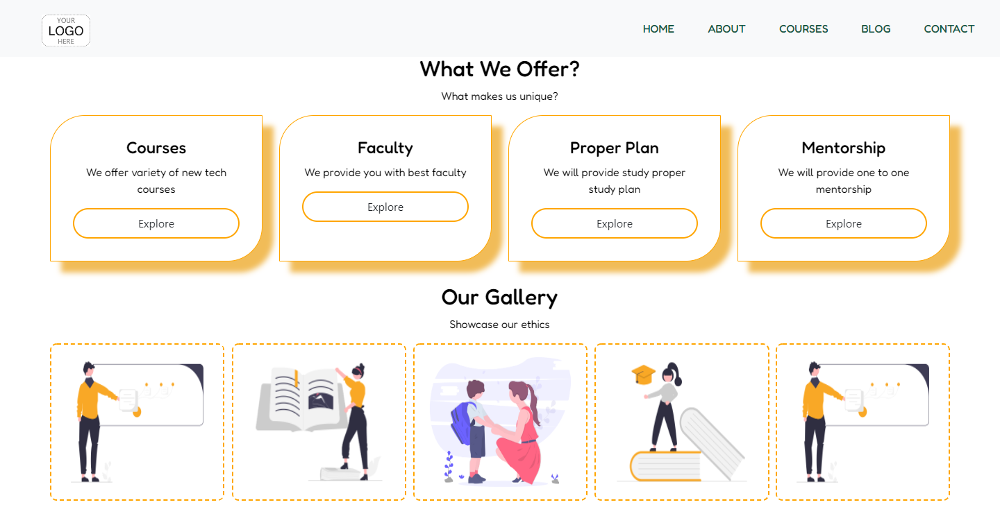 YOUR
LOGO
HERE
HOME ABOUT COURSES BLOG CONTACT
What We Offer?
What makes us unique?
Courses
We offer variety of new tech
courses
Explore
Faculty
We provide you with best faculty
Explore
Proper Plan
We will provide study proper
study plan
Explore
Mentorship
We will provide one to one
mentorship
Explore
Our Gallery
Showcase our ethics